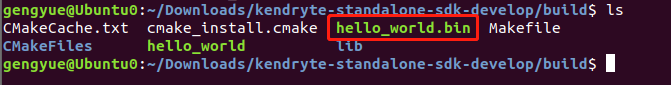 gengyue@Ubuntu0:~/Downloads/kendryte-standalone-sdk-develop/build$ ls
CMakeCache.txt cmake_install.cmake hello_world.bin Makefile
CMakeFiles hello_world lib
gengyue@Ubuntu0:~/Downloads/kendryte-standalone-sdk-develop/build$